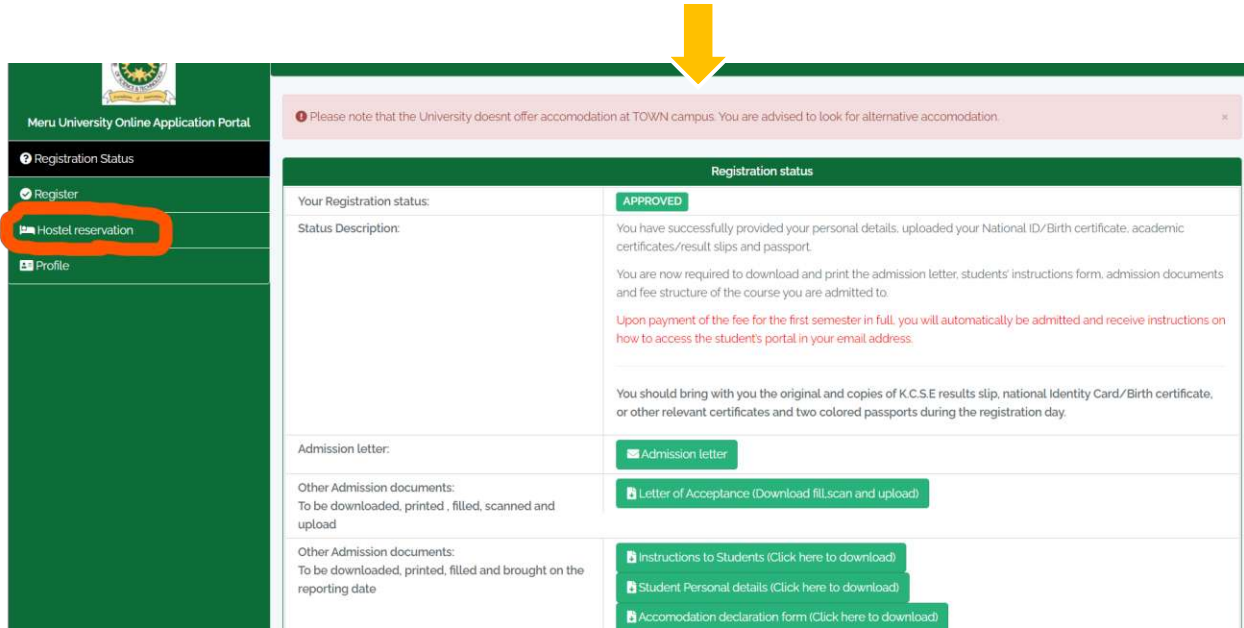 OF SCIENCE & TECHNOLOGY
Meru University Online Application Portal
Registration Status
Register
Hostel reservation
Profile
Please note that the University doesnt offer accomodation at TOWN campus. You are advised to look for alternative accomodation.
×
Registration status
Your Registration status:
APPROVED
Status Description:
You have successfully provided your personal details, uploaded your National ID/Birth certificate, academic
certificates/result slips and passport.
You are now required to download and print the admission letter, students' instructions form, admission documents
and fee structure of the course you are admitted to.
Upon payment of the fee for the first semester in full, you will automatically be admitted and receive instructions on
how to access the student's portal in your email address.
You should bring with you the original and copies of K.C.S.E results slip, national Identity Card/Birth certificate,
or other relevant certificates and two colored passports during the registration day.
Admission letter:
Admission letter
Other Admission documents:
To be downloaded, printed , filled, scanned and
upload
Letter of Acceptance (Download fill,scan and upload)
Other Admission documents:
To be downloaded, printed, filled and brought on the
reporting date
Instructions to Students (Click here to download)
Student Personal details (Click here to download)
Accomodation declaration form (Click here to download)